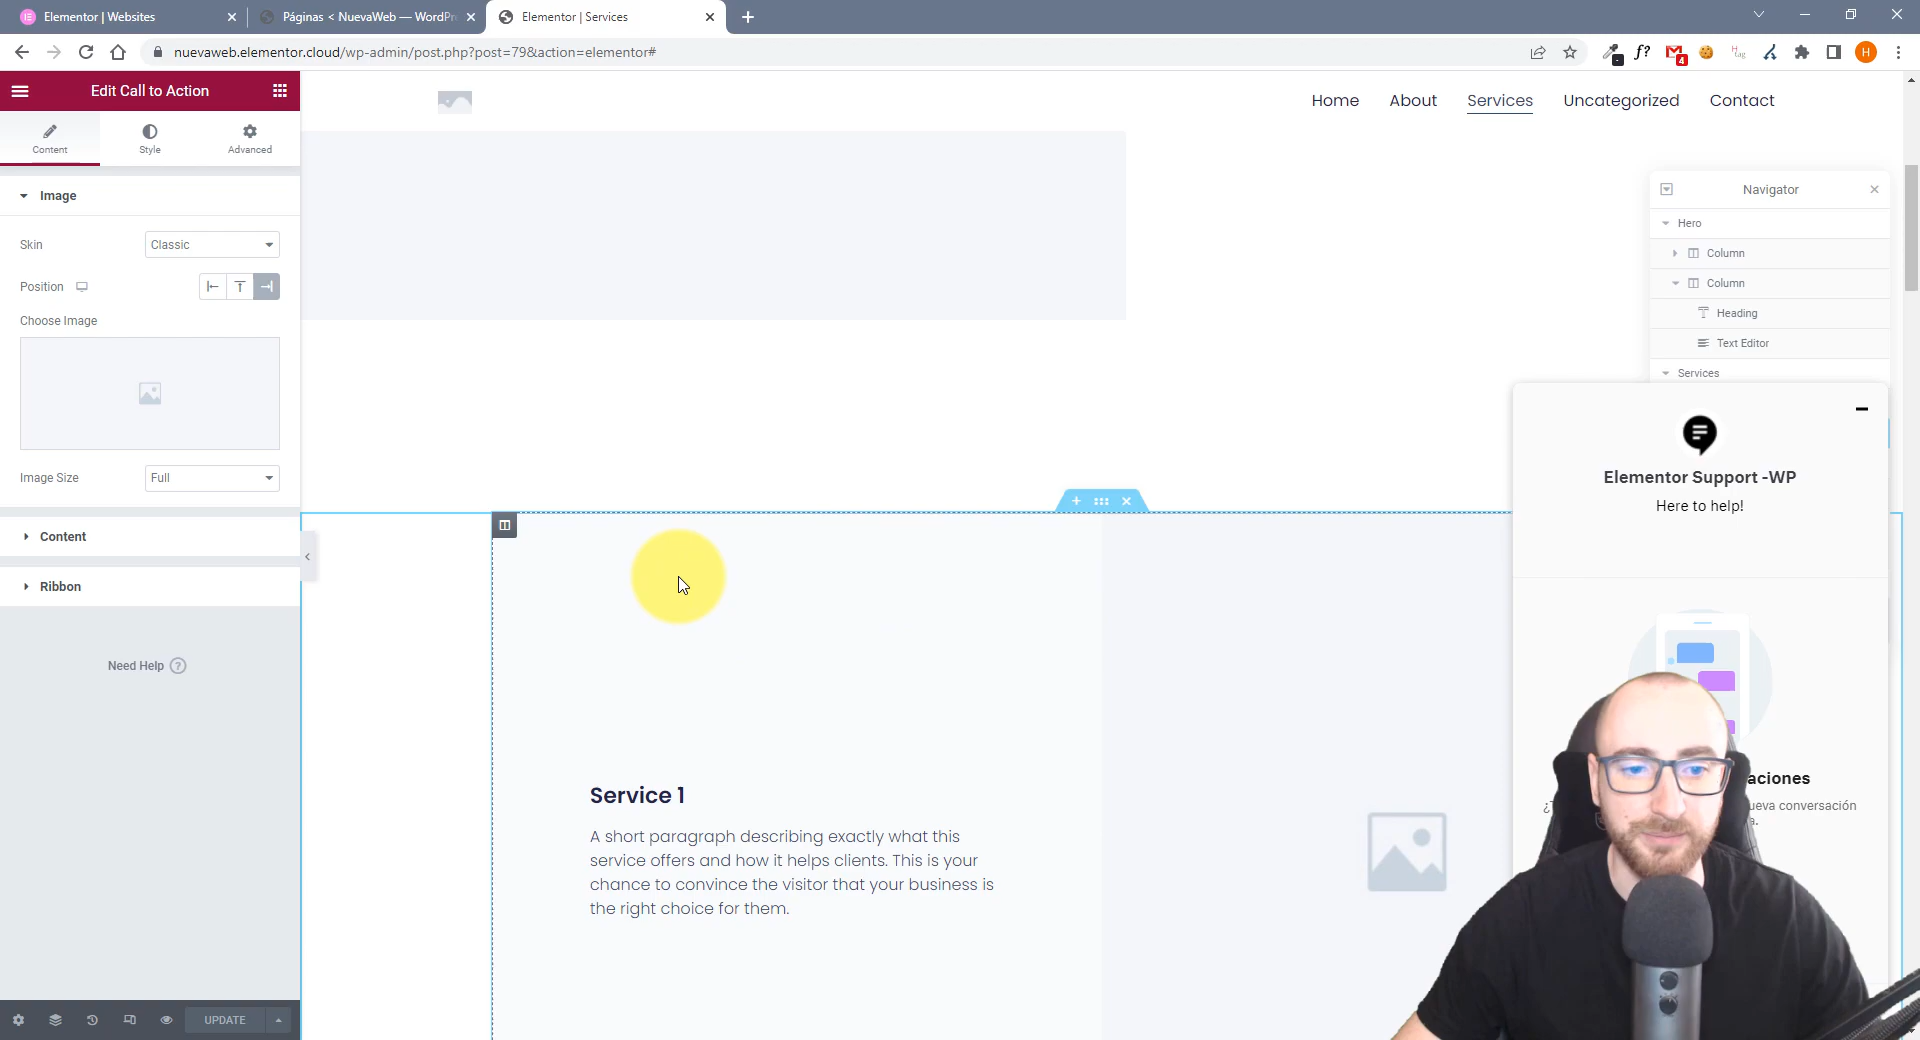 Elementor | Websites
Páginas < NuevaWeb — WordPr
Elementor | Services
nuevaweb.elementor.cloud/wp-admin/post.php?post=79&action=elementor#
f?
4
H
Edit Call to Action
Content
Style
Advanced
Image
Skin
Classic
Position
Choose Image
Image Size
Full
Content
Ribbon
Need Help ?
UPDATE
Home
About
Services
Uncategorized
Contact
Navigator
Hero
Column
Column
Heading
Text Editor
Services
Elementor Support -WP
Here to help!
aciones
ueva conversación
a.
Service 1
A short paragraph describing exactly what this
service offers and how it helps clients. This is your
chance to convince the visitor that your business is
the right choice for them.